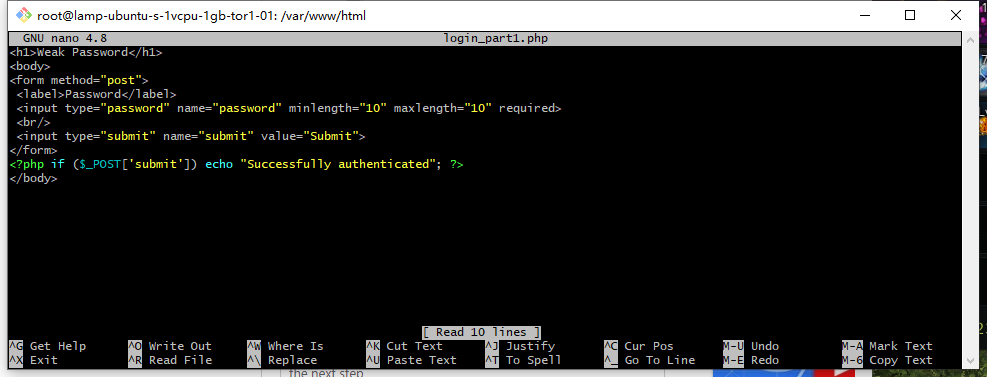 root@lamp-ubuntu-s-1vcpu-1gb-tor1-01: /var/www/html
GNU nano 4.8 login_part1.php
<h1>Weak Password</h1>
<body>
<form method="post">
<label>Password</label>
<input type="password" name="password" minlength="10" maxlength="10" required>
<br/>
<input type="submit" name="submit" value="Submit">
</form>
<?php if ($_POST['submit']) echo "Successfully authenticated"; ?>
</body>
[ Read 10 lines ]
^G Get Help ^O Write Out ^W Where Is ^K Cut Text ^J Justify ^C Cur Pos M-U Undo M-A Mark Text
^X Exit ^R Read File ^\ Replace ^U Paste Text ^T To Spell ^_ Go To Line M-E Redo M-6 Copy Text
the next step